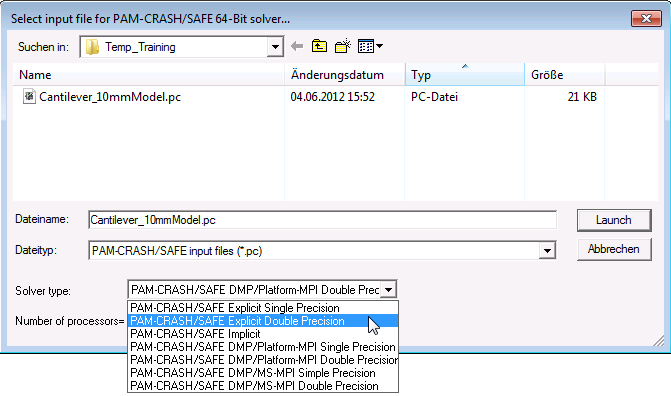 Select input file for PAM-CRASH/SAFE 64-Bit solver...
Suchen in: Temp_Training
Name Änderungsdatum Typ Größe
Cantilever_10mmModel.pc 04.06.2012 15:52 PC-Datei 21 KB
Dateiname: Cantilever_10mmModel.pc Launch
Dateityp: PAM-CRASH/SAFE input files (*.pc) Abbrechen
Solver type: PAM-CRASH/SAFE DMP/Platform-MPI Double Prec
PAM-CRASH/SAFE Explicit Single Precision
Number of processors= PAM-CRASH/SAFE Explicit Double Precision
PAM-CRASH/SAFE Implicit
PAM-CRASH/SAFE DMP/Platform-MPI Single Precision
PAM-CRASH/SAFE DMP/Platform-MPI Double Precision
PAM-CRASH/SAFE DMP/MS-MPI Simple Precision
PAM-CRASH/SAFE DMP/MS-MPI Double Precision